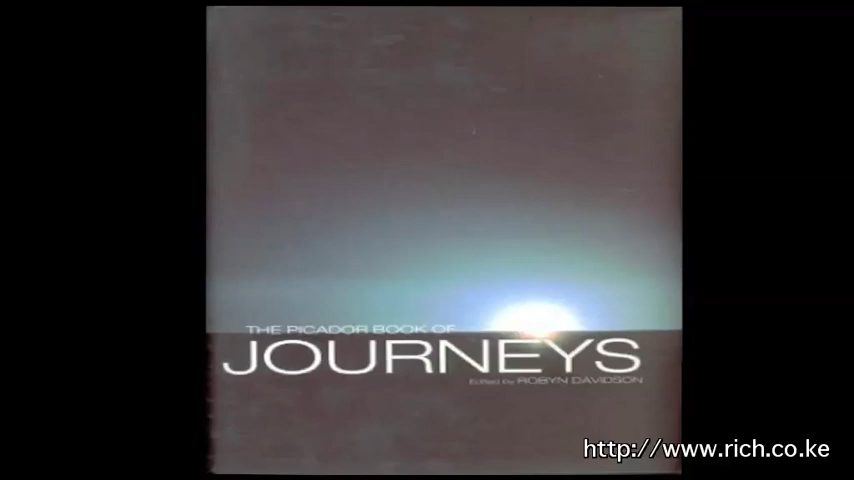 THE PICADOR BOOK OF
JOURNEYS
Edited by ROBYN DAVIDSON
http://www.rich.co.ke